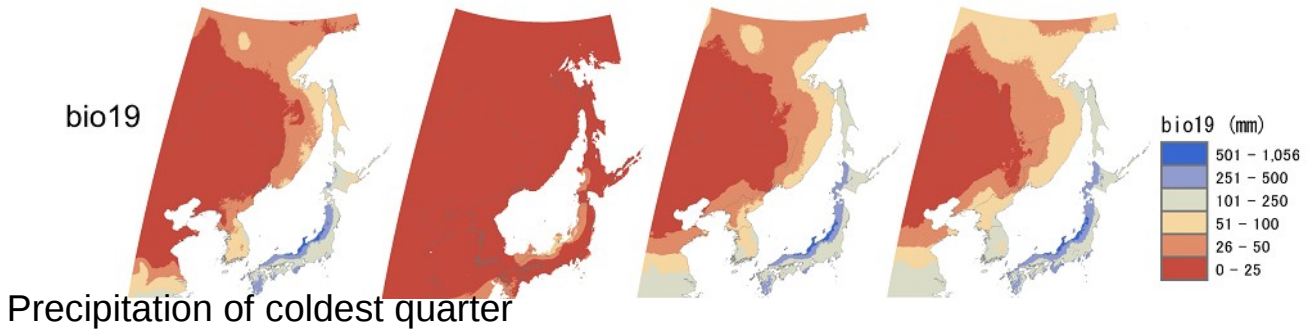 bio19
bio19 (mm)
501 - 1,056
251 - 500
101 - 250
51 - 100
26 - 50
0 - 25
Precipitation of coldest quarter